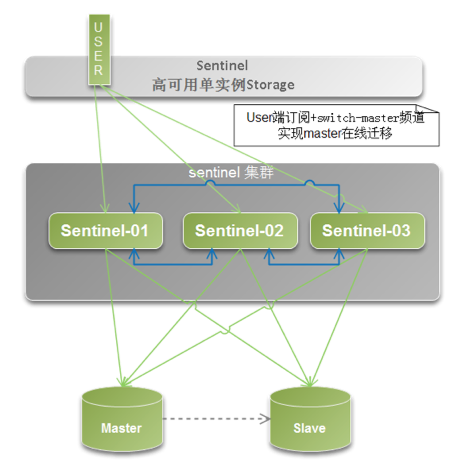 USER
Sentinel
高可用单实例Storage
User端订阅+switch-master频道
实现master在线迁移
sentinel 集群
Sentinel-01
Sentinel-02
Sentinel-03
Master
Slave